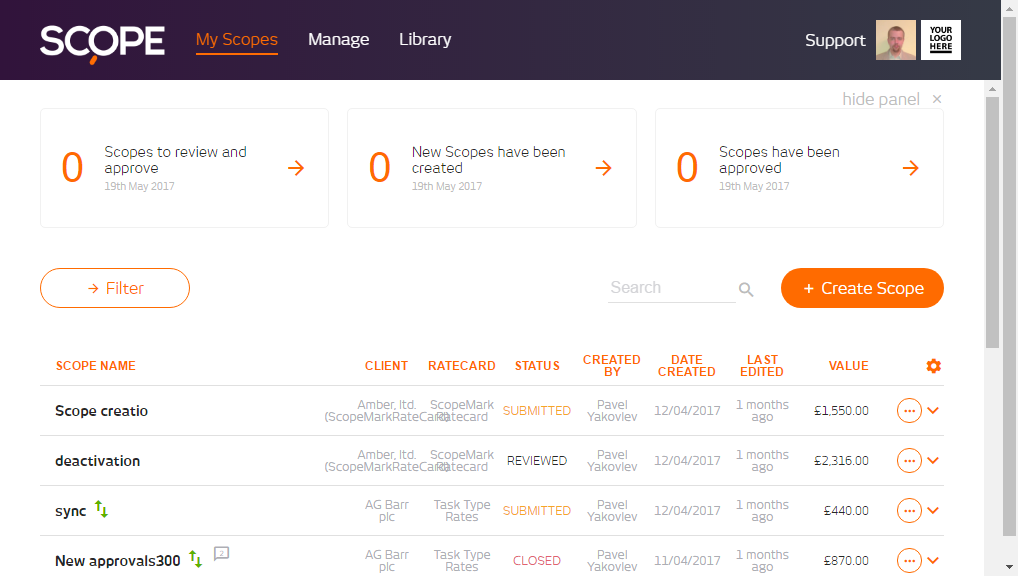 SCOPE
My Scopes Manage Library Support
YOUR
LOGO
HERE
hide panel ×
0 Scopes to review and
approve
19th May 2017
0 New Scopes have been
created
19th May 2017
0 Scopes have been
approved
19th May 2017
Filter Search + Create Scope
SCOPE NAME CLIENT RATECARD STATUS CREATED BY DATE CREATED LAST EDITED VALUE
Scope creatio Amber, ltd. (ScopeMarkRateCard) ScopeMark Ratecard SUBMITTED Pavel Yakovlev 12/04/2017 1 months ago £1,550.00
deactivation Amber, ltd. (ScopeMarkRateCard) ScopeMark Ratecard REVIEWED Pavel Yakovlev 12/04/2017 1 months ago £2,316.00
sync AG Barr plc Task Type Rates SUBMITTED Pavel Yakovlev 12/04/2017 1 months ago £440.00
New approvals300 2 AG Barr plc Task Type Rates CLOSED Pavel Yakovlev 11/04/2017 1 months ago £870.00